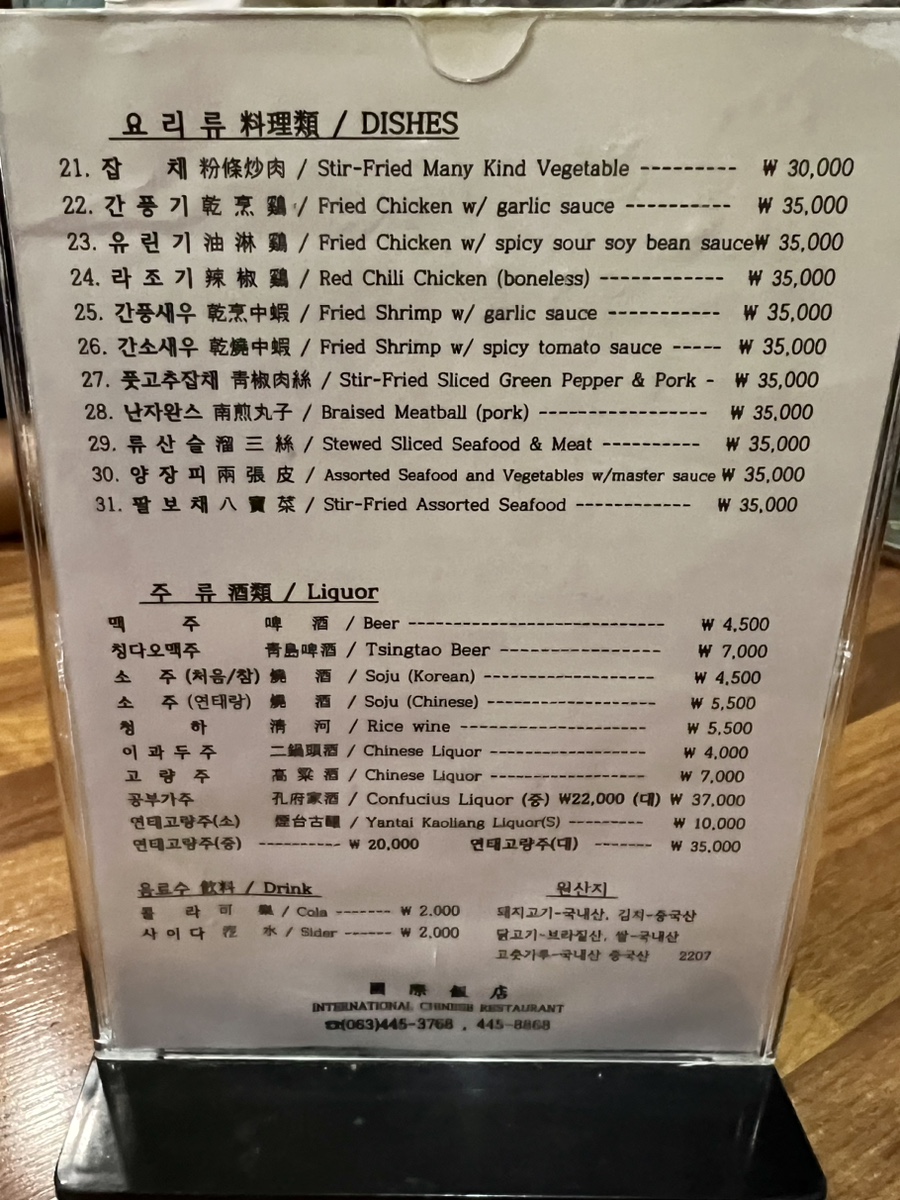 요 리 류 料理類 / DISHES
21. 잡 채 粉條炒肉 / Stir-Fried Many Kind Vegetable --------- ₩ 30,000
22. 간 풍 기 乾 烹 鷄 / Fried Chicken w/ garlic sauce ---------- ₩ 35,000
23. 유 린 기 油 淋 鷄 / Fried Chicken w/ spicy sour soy bean sauce₩ 35,000
24. 라 조 기 辣 椒 鷄 / Red Chili Chicken (boneless) ------------ ₩ 35,000
25. 간풍새우 乾烹中蝦 / Fried Shrimp w/ garlic sauce ----------- ₩ 35,000
26. 간소새우 乾燒中蝦 / Fried Shrimp w/ spicy tomato sauce ----- ₩ 35,000
27. 풋고추잡채 靑椒肉絲 / Stir-Fried Sliced Green Pepper & Pork - ₩ 35,000
28. 난자완스 南煎丸子 / Braised Meatball (pork) ----------------- ₩ 35,000
29. 류 산 슬 溜 三 絲 / Stewed Sliced Seafood & Meat ---------- ₩ 35,000
30. 양 장 피 兩 張 皮 / Assorted Seafood and Vegetables w/master sauce ₩ 35,000
31. 팔 보 채 八 寶 菜 / Stir-Fried Assorted Seafood ------------ ₩ 35,000
주 류 酒類 / Liquor
맥 주 啤 酒 / Beer -------------------------- ₩ 4,500
청다오맥주 靑島啤酒 / Tsingtao Beer ----------------- ₩ 7,000
소 주 (처음/참) 燒 酒 / Soju (Korean) ------------------ ₩ 4,500
소 주 (연태랑) 燒 酒 / Soju (Chinese) ------------------ ₩ 5,500
청 하 淸 河 / Rice wine -------------------- ₩ 5,500
이 과 두 주 二鍋頭酒 / Chinese Liquor ----------------- ₩ 4,000
고 량 주 高 粱 酒 / Chinese Liquor ----------------- ₩ 7,000
공부가주 孔府家酒 / Confucius Liquor (중) ₩22,000 (대) ₩ 37,000
연태고량주(소) 煙台古釀 / Yantai Kaoliang Liquor(S) --------- ₩ 10,000
연태고량주(중) ---------- ₩ 20,000 연태고량주(대) ------- ₩ 35,000
음료수 飮料 / Drink
콜 라 可 樂 / Cola ------- ₩ 2,000
사 이 다 水 / Sider ------ ₩ 2,000
원산지
돼지고기-국내산, 김치-중국산
닭고기-브라질산, 쌀-국내산
고춧가루-국내산 중국산 2207
國 際 飯 店
INTERNATIONAL CHINESE RESTAURANT
☎(063)445-3768 , 445-8868